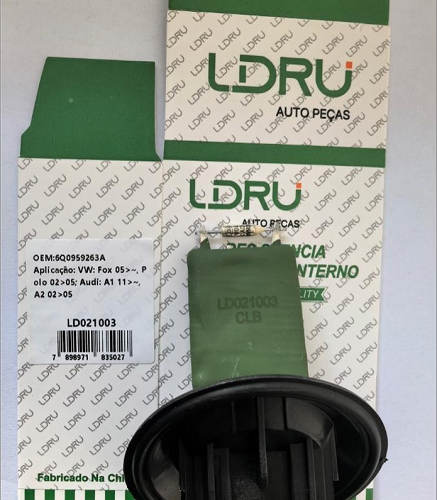 LDRU
AUTO PEÇAS
LDRU
AUTO PEÇAS
INTERNO
OEM:6Q0959263A
Aplicação: VW: Fox 05>~, P
olo 02>05; Audi: A1 11>~,
A2 02>05
LD021003
7 898971 835027
LD021003
CLB
Fabricado Na